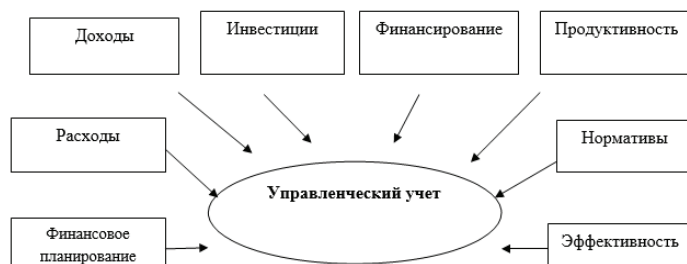 Доходы
Инвестиции
Финансирование
Продуктивность
Расходы
Нормативы
Управленческий учет
Финансовое
планирование
Эффективность